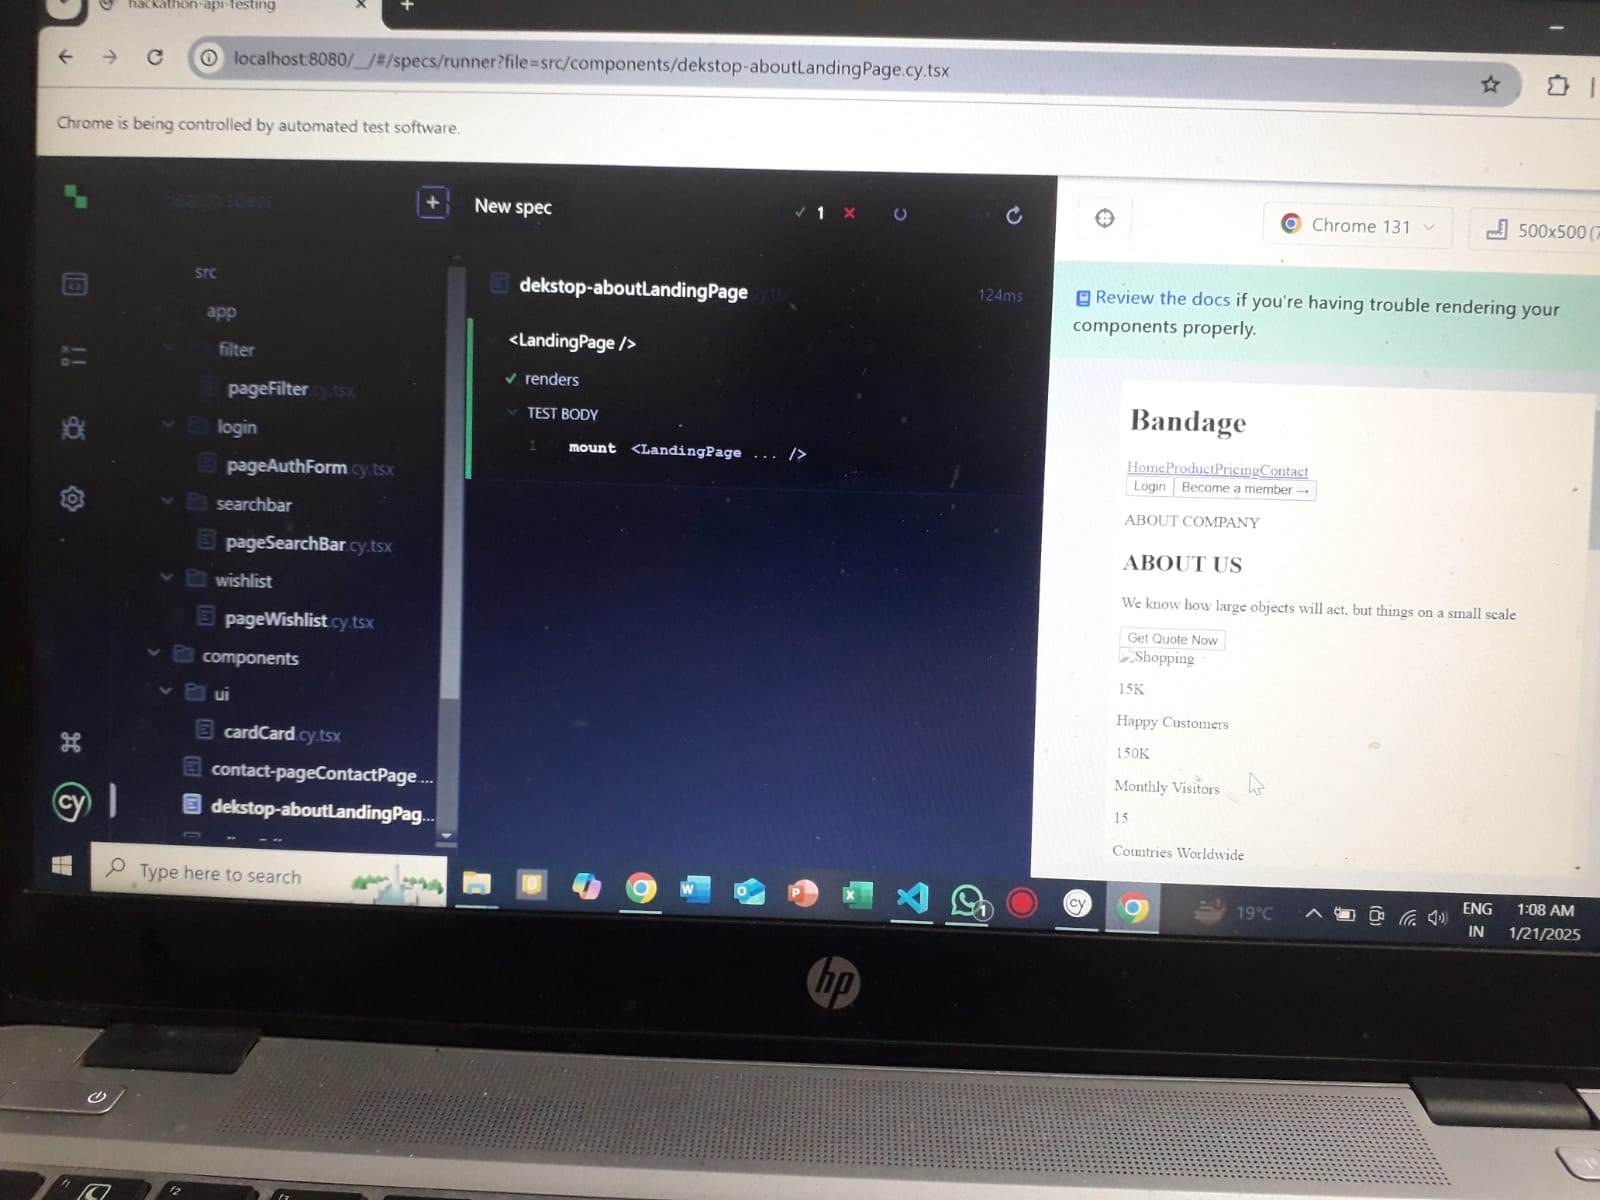 hackathon-api-testing
localhost:8080/__/#/specs/runner?file=src/components/dekstop-aboutLandingPage.cy.tsx
Chrome is being controlled by automated test software.
Search specs
New spec
1
src
app
filter
pageFilter.cy.tsx
login
pageAuthForm.cy.tsx
searchbar
pageSearchBar.cy.tsx
wishlist
pageWishlist.cy.tsx
components
ui
cardCard.cy.tsx
contact-pageContactPage....
dekstop-aboutLandingPag...
dekstop-aboutLandingPage.cy.tsx
124ms
<LandingPage />
renders
TEST BODY
1 mount <LandingPage ... />
Chrome 131
500x500
Review the docs if you're having trouble rendering your
components properly.
Bandage
HomeProductPricingContact
Login Become a member →
ABOUT COMPANY
ABOUT US
We know how large objects will act, but things on a small scale
Get Quote Now
Shopping
15K
Happy Customers
150K
Monthly Visitors
15
Countries Worldwide
cy
Type here to search
1
cy
19°C
ENG
IN
1:08 AM
1/21/2025
hp
f2